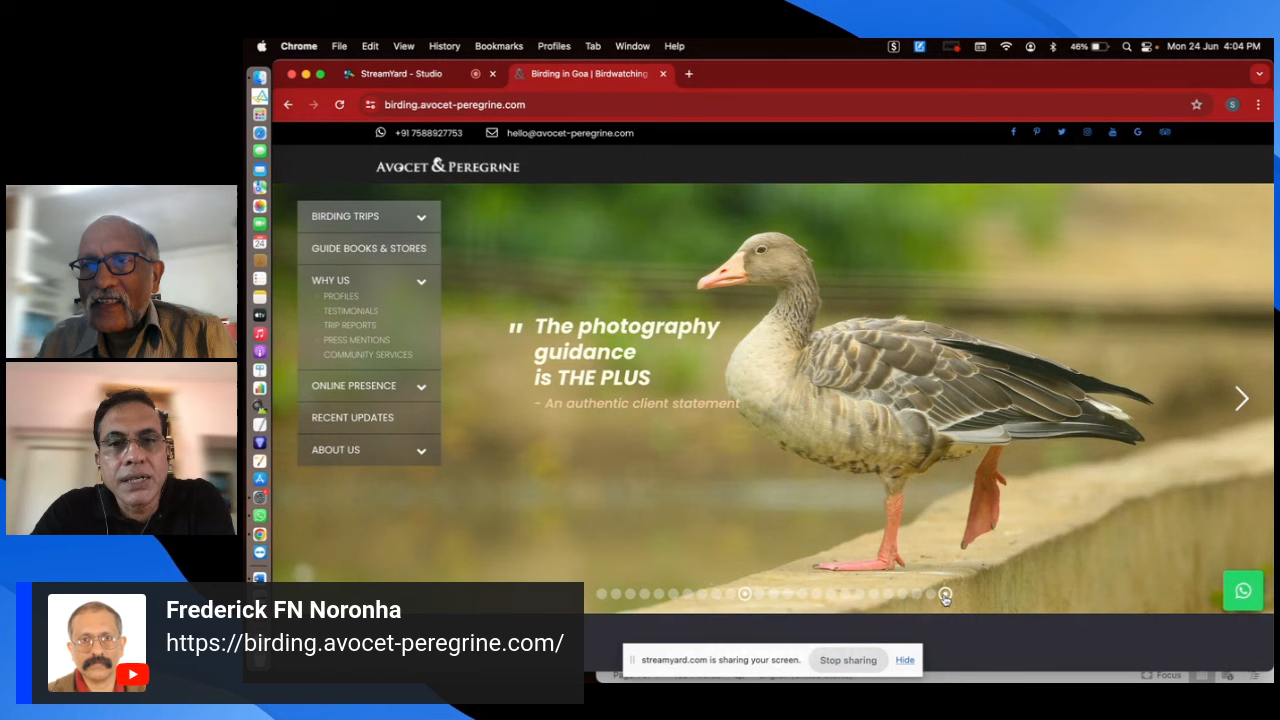 Chrome File Edit View History Bookmarks Profiles Tab Window Help
46% Mon 24 Jun 4:04 PM
StreamYard - Studio
Birding in Goa | Birdwatching
birding.avocet-peregrine.com
S
+91 7588927753
hello@avocet-peregrine.com
AVOCET & PEREGRINE
BIRDING TRIPS
GUIDE BOOKS & STORES
WHY US
PROFILES
TESTIMONIALS
TRIP REPORTS
PRESS MENTIONS
COMMUNITY SERVICES
ONLINE PRESENCE
RECENT UPDATES
ABOUT US
" The photography
guidance
is THE PLUS
- An authentic client statement
streamyard.com is sharing your screen. Stop sharing Hide
Focus
Frederick FN Noronha
https://birding.avocet-peregrine.com/